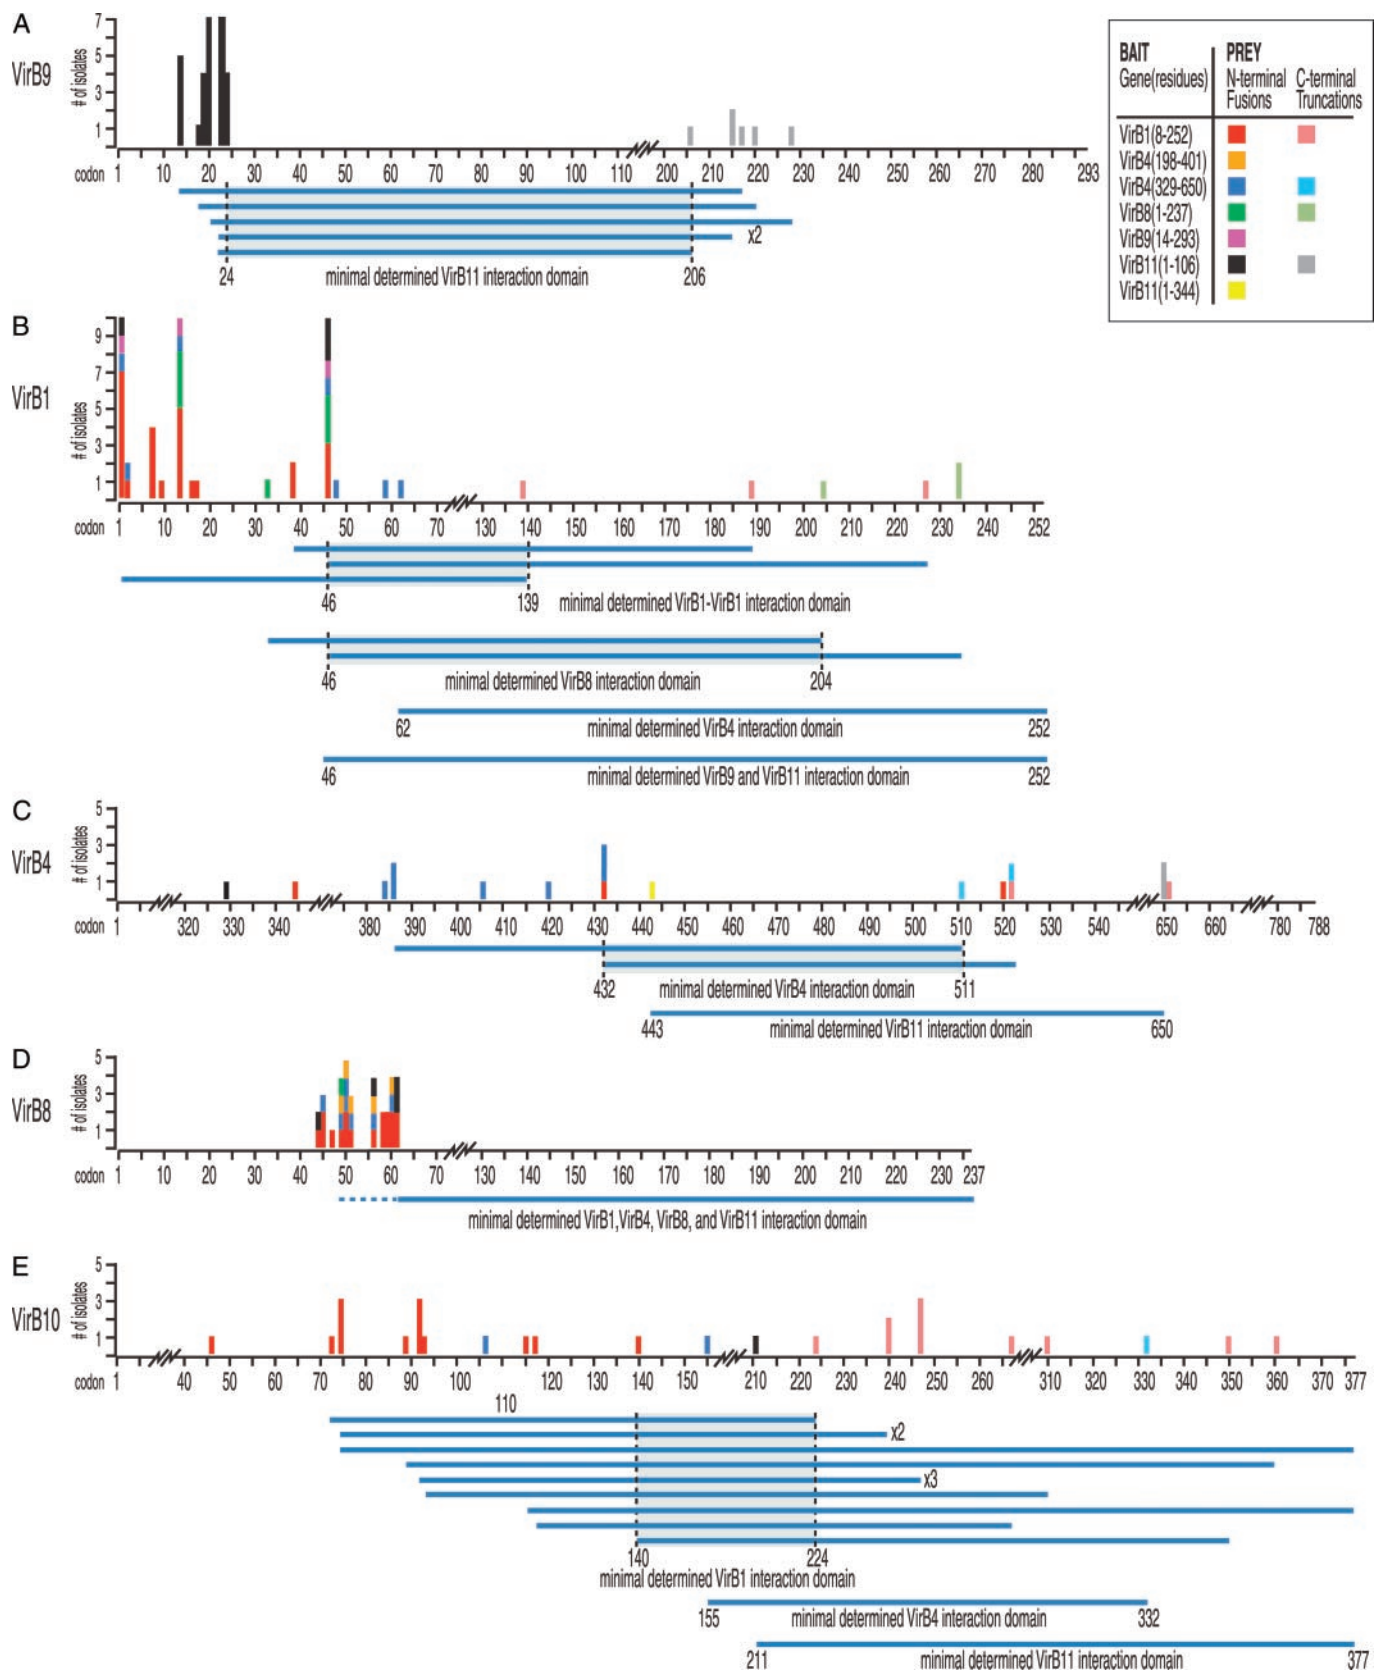 A
VirB9
# of isolates
7
5
3
1
codon 1 10 20 30 40 50 60 70 80 90 100 110 200 210 220 230 240 250 260 270 280 293
x2
24 minimal determined VirB11 interaction domain 206
BAIT PREY
Gene(residues) N-terminal Fusions C-terminal Truncations
VirB1(8-252)
VirB4(198-401)
VirB4(329-650)
VirB8(1-237)
VirB9(14-293)
VirB11(1-106)
VirB11(1-344)
B
VirB1
# of isolates
9
7
5
3
1
codon 1 10 20 30 40 50 60 70 130 140 150 160 170 180 190 200 210 220 230 240 252
46 139 minimal determined VirB1-VirB1 interaction domain
46 minimal determined VirB8 interaction domain 204
62 minimal determined VirB4 interaction domain 252
46 minimal determined VirB9 and VirB11 interaction domain 252
C
VirB4
# of isolates
5
3
1
codon 1 320 330 340 380 390 400 410 420 430 440 450 460 470 480 490 500 510 520 530 540 650 660 780 788
432 minimal determined VirB4 interaction domain 511
443 minimal determined VirB11 interaction domain 650
D
VirB8
# of isolates
5
3
1
codon 1 10 20 30 40 50 60 70 130 140 150 160 170 180 190 200 210 220 230 237
minimal determined VirB1,VirB4, VirB8, and VirB11 interaction domain
E
VirB10
# of isolates
5
3
1
codon 1 40 50 60 70 80 90 100 110 120 130 140 150 211 220 230 240 250 260 310 320 330 340 350 360 370 377
110
x2
x3
140 224
minimal determined VirB1 interaction domain
155 minimal determined VirB4 interaction domain 332
211 minimal determined VirB11 interaction domain 377